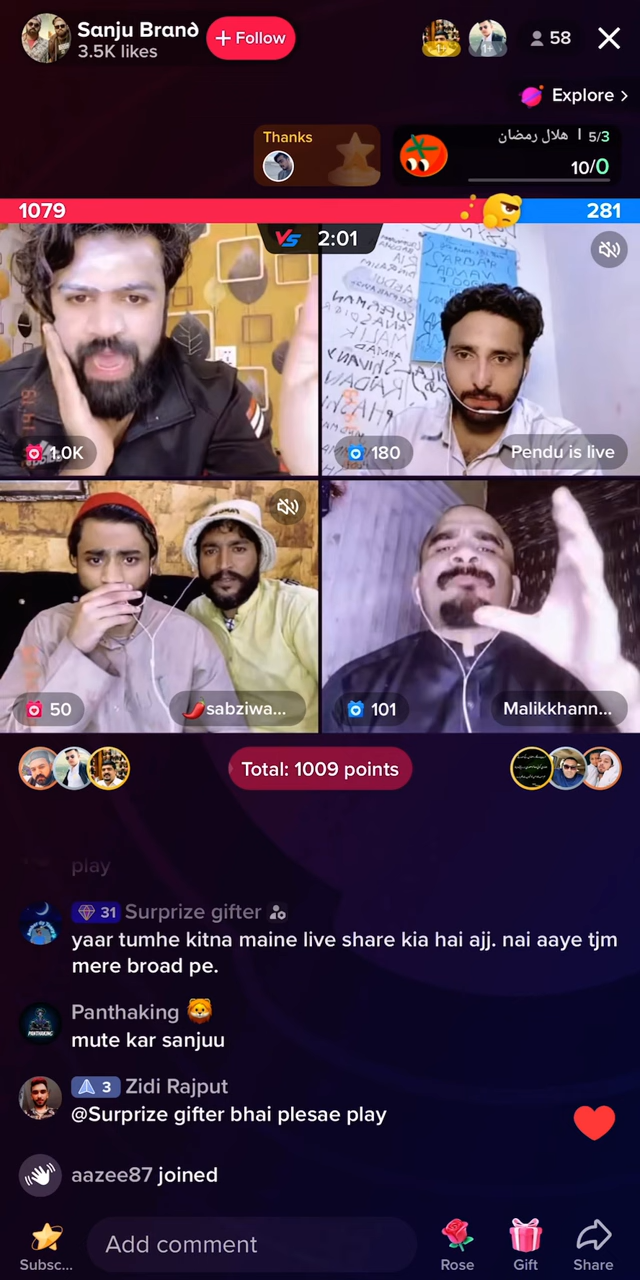 Sanju Brand
3.5K likes
+ Follow
1+
1+
58
Explore >
Thanks
هلال رمضان | 5/3
10/0
1079
281
VS 2:01
1.0K
180
Pendu is live
50
🌶️sabziwa...
101
Malikkhann...
Total: 1009 points
play
31 Surprize gifter
yaar tumhe kitna maine live share kia hai ajj. nai aaye tjm
mere broad pe.
Panthaking 🦁
mute kar sanjuu
3 Zidi Rajput
@Surprize gifter bhai plesae play
aazee87 joined
Subsc...
Add comment
Rose
Gift
Share